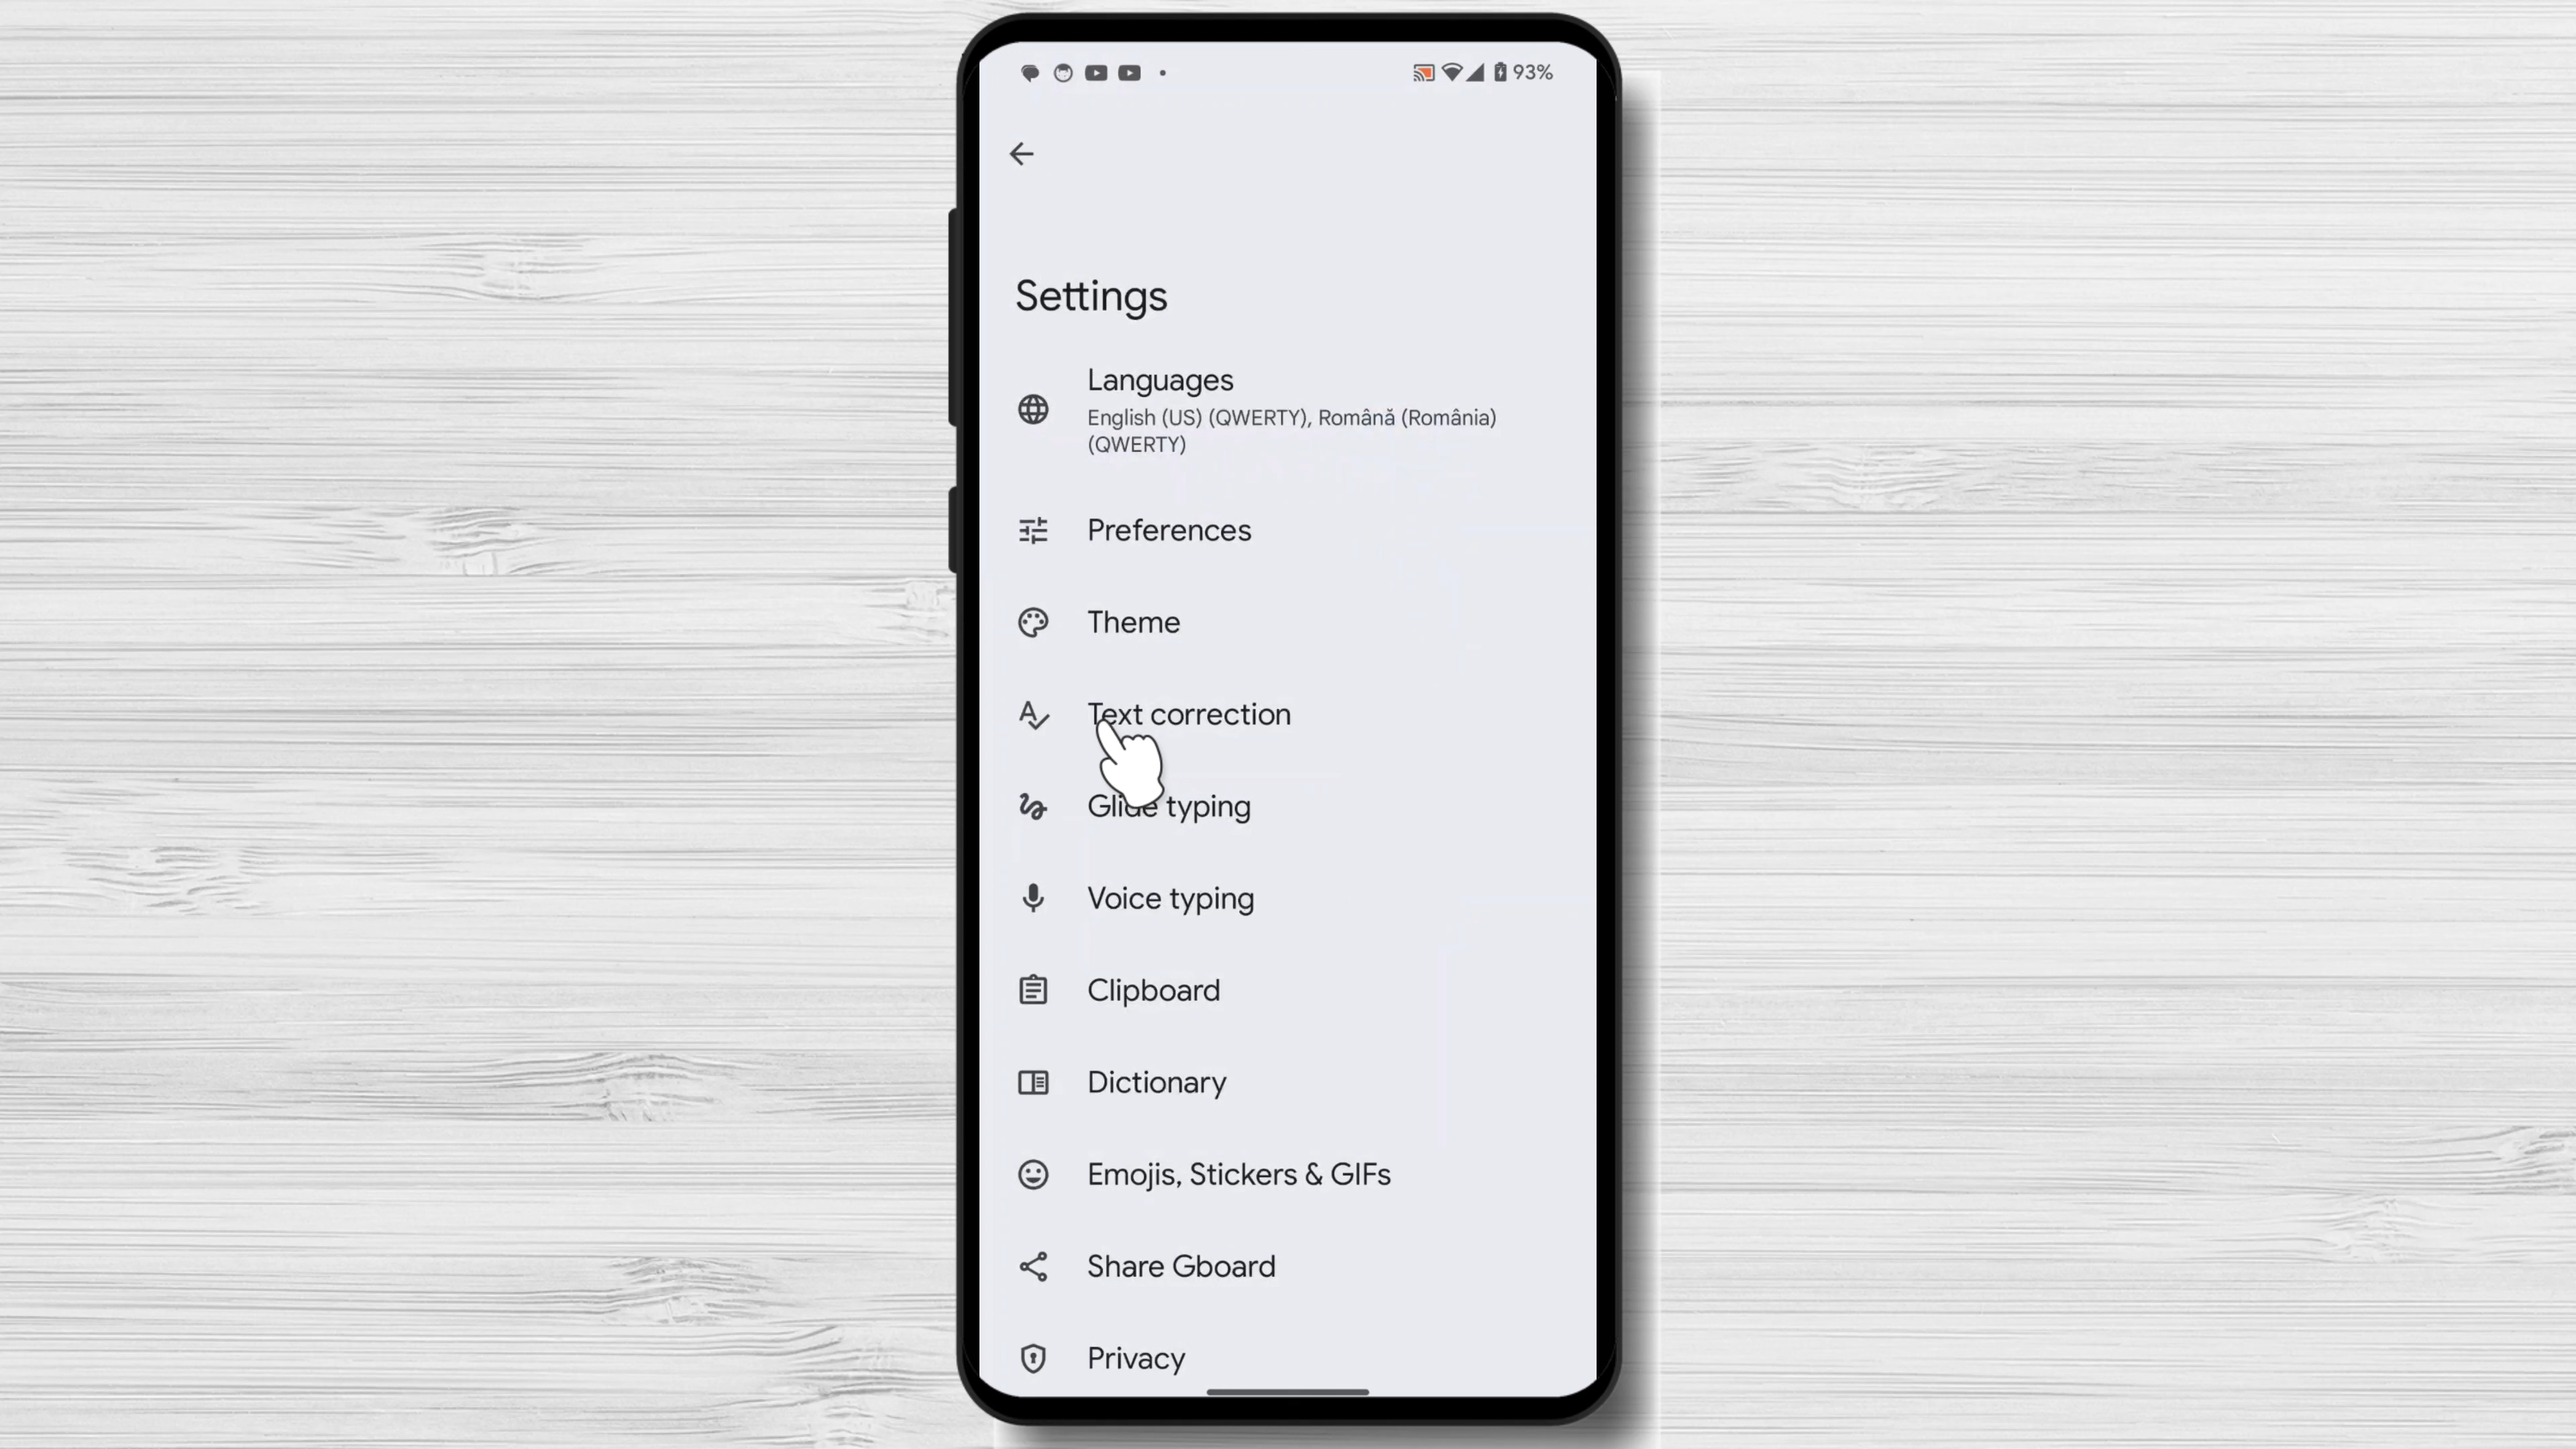 93%
Settings
Languages
English (US) (QWERTY), Română (România)
(QWERTY)
Preferences
Theme
Text correction
Glide typing
Voice typing
Clipboard
Dictionary
Emojis, Stickers & GIFs
Share Gboard
Privacy